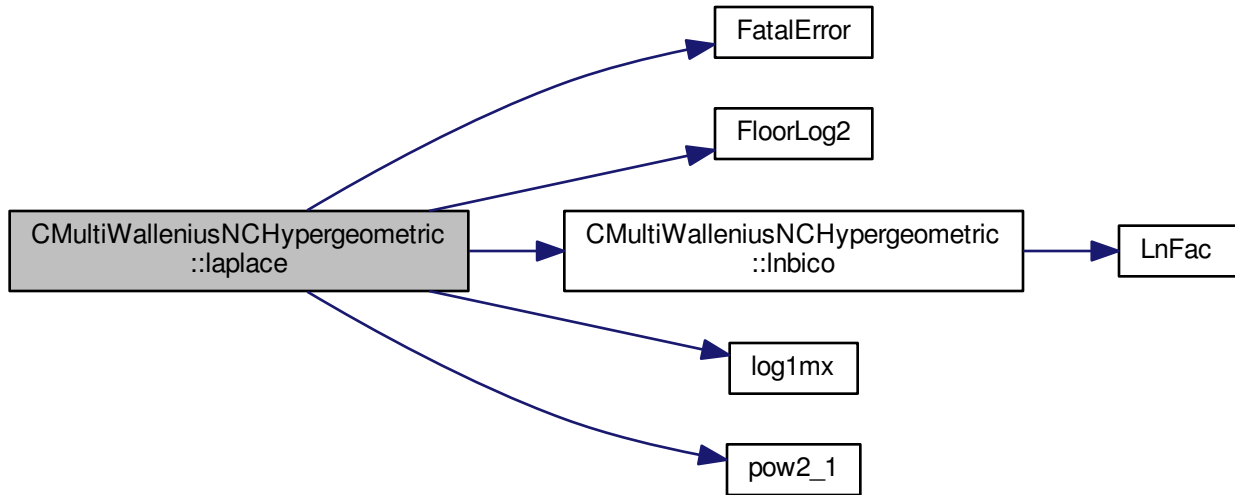 FatalError
FloorLog2
CMultiWalleniusNCHypergeometric
::laplace
CMultiWalleniusNCHypergeometric
::lnbico
LnFac
log1mx
pow2_1